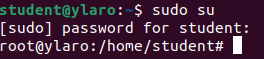 student@ylaro:~$ sudo su
[sudo] password for student:
root@ylaro:/home/student#